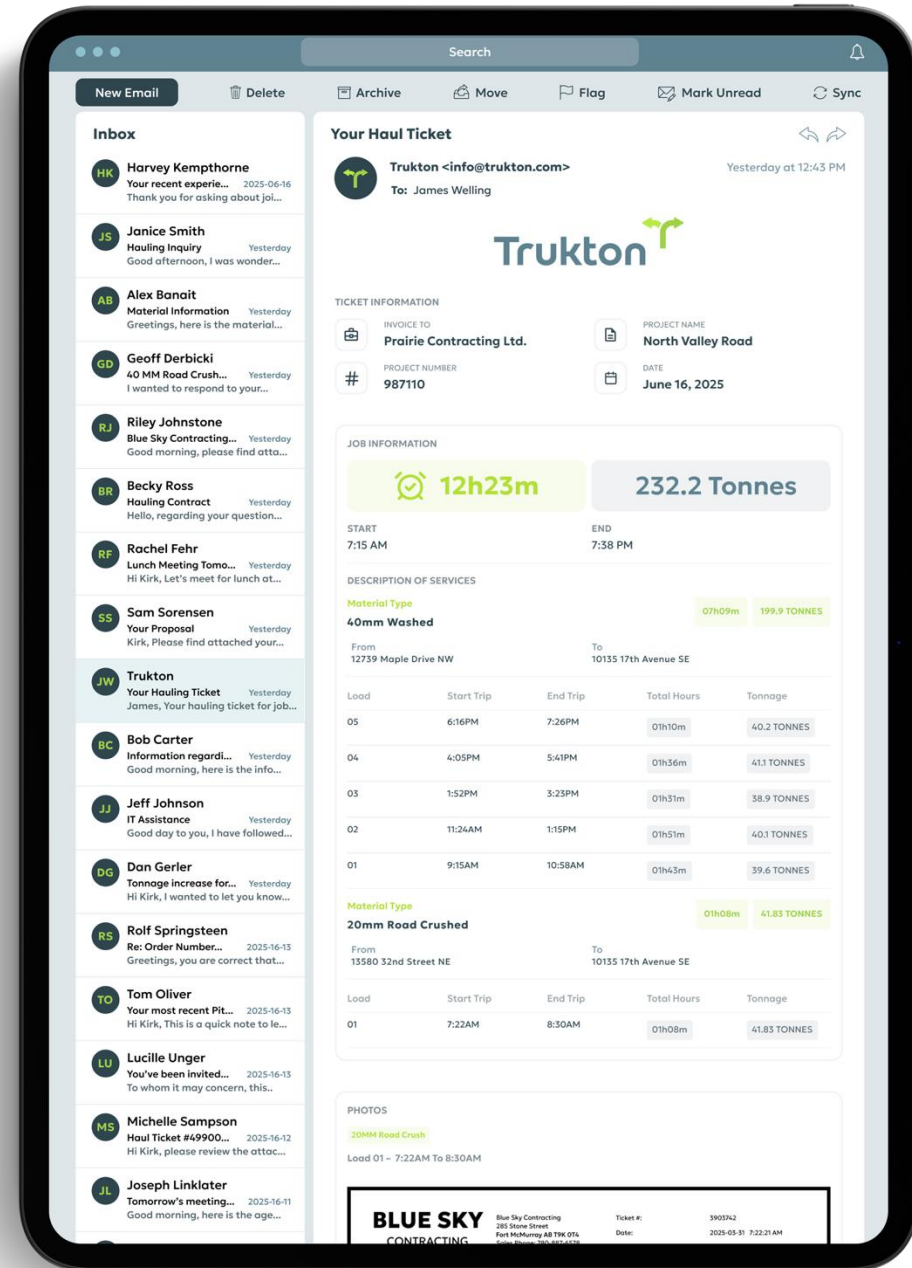 Search
New Email Delete Archive Move Flag Mark Unread Sync
Inbox
HK
Harvey Kempthorne
Your recent experie... 2025-06-16
Thank you for asking about joi...
JS
Janice Smith
Hauling Inquiry Yesterday
Good afternoon, I was wonder...
AB
Alex Banait
Material Information Yesterday
Greetings, here is the material...
GD
Geoff Derbicki
40 MM Road Crush... Yesterday
I wanted to respond to your...
RJ
Riley Johnstone
Blue Sky Contracting... Yesterday
Good morning, please find atta...
BR
Becky Ross
Hauling Contract Yesterday
Hello, regarding your question...
RF
Rachel Fehr
Lunch Meeting Tomo... Yesterday
Hi Kirk, Let's meet for lunch at...
SS
Sam Sorensen
Your Proposal Yesterday
Kirk, Please find attached your...
JW
Trukton
Your Hauling Ticket Yesterday
James, Your hauling ticket for job...
BC
Bob Carter
Information regardi... Yesterday
Good morning, here is the info...
JJ
Jeff Johnson
IT Assistance Yesterday
Good day to you, I have followed...
DG
Dan Gerler
Tonnage increase for... Yesterday
Hi Kirk, I wanted to let you know...
RS
Rolf Springsteen
Re: Order Number... 2025-16-13
Greetings, you are correct that...
TO
Tom Oliver
Your most recent Pit... 2025-16-13
Hi Kirk, This is a quick note to le...
LU
Lucille Unger
You've been invited... 2025-16-13
To whom it may concern, this..
MS
Michelle Sampson
Haul Ticket #49900... 2025-16-12
Hi Kirk, please review the attac...
JL
Joseph Linklater
Tomorrow's meeting... 2025-16-11
Good morning, here is the age...
Your Haul Ticket
Trukton <info@trukton.com> Yesterday at 12:43 PM
To: James Welling
Trukton
TICKET INFORMATION
INVOICE TO PROJECT NAME
Prairie Contracting Ltd. North Valley Road
PROJECT NUMBER DATE
# 987110 June 16, 2025
JOB INFORMATION
12h23m 232.2 Tonnes
START END
7:15 AM 7:38 PM
DESCRIPTION OF SERVICES
Material Type
40mm Washed 07h09m 199.9 TONNES
From To
12739 Maple Drive NW 10135 17th Avenue SE
Load Start Trip End Trip Total Hours Tonnage
05 6:16PM 7:26PM 01h10m 40.2 TONNES
04 4:05PM 5:41PM 01h36m 41.1 TONNES
03 1:52PM 3:23PM 01h31m 38.9 TONNES
02 11:24AM 1:15PM 01h51m 40.1 TONNES
01 9:15AM 10:58AM 01h43m 39.6 TONNES
Material Type
20mm Road Crushed 01h08m 41.83 TONNES
From To
13580 32nd Street NE 10135 17th Avenue SE
Load Start Trip End Trip Total Hours Tonnage
01 7:22AM 8:30AM 01h08m 41.83 TONNES
PHOTOS
20MM Road Crush
Load 01 – 7:22AM To 8:30AM
BLUE SKY
CONTRACTING
Blue Sky Contracting Ticket #: 3903742
285 Stone Street
Fort McMurray AB T9K 0T4 Date: 2025-03-31 7:22:21 AM
Sales Phone: 780-887-6578